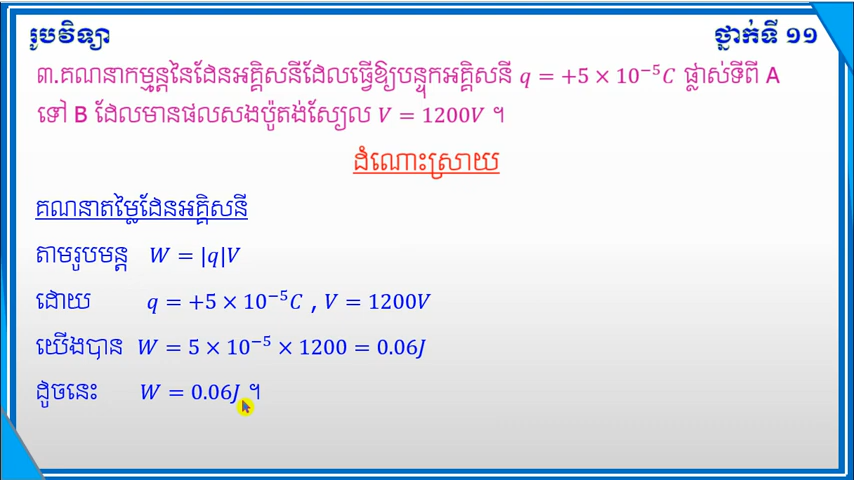 រូបវិទ្យា
ថ្នាក់ទី ១១
៣.គណនាកម្មន្តនៃដែនអគ្គិសនីដែលធ្វើឱ្យបន្ទុកអគ្គិសនី q = +5 × 10⁻⁵C ផ្លាស់ទីពី A
ទៅ B ដែលមានផលសងប៉ូតង់ស្យែល V = 1200V ។
ដំណោះស្រាយ
គណនាតម្លៃដែនអគ្គិសនី
តាមរូបមន្ត W = |q|V
ដោយ q = +5 × 10⁻⁵C , V = 1200V
យើងបាន W = 5 × 10⁻⁵ × 1200 = 0.06J
ដូចនេះ W = 0.06J ។